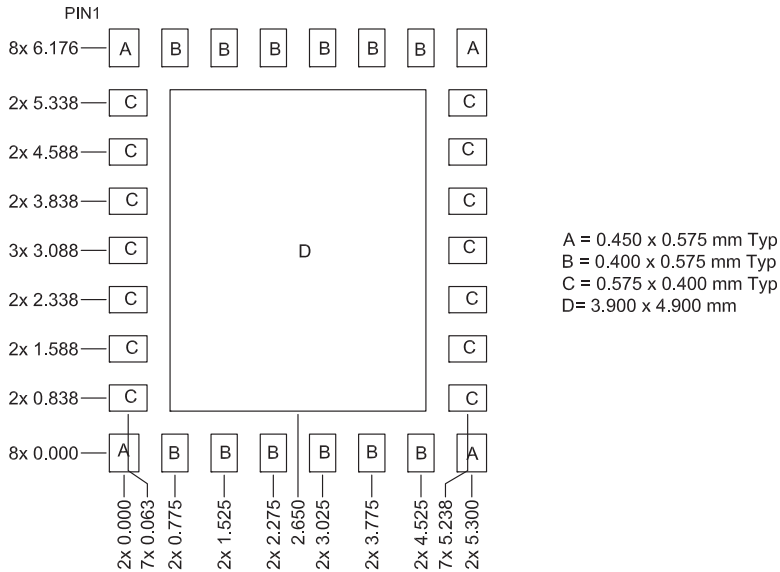 PIN1
8x 6.176 A B B B B B B A
2x 5.338 C C
2x 4.588 C C
2x 3.838 C C
3x 3.088 C D C
2x 2.338 C C
2x 1.588 C C
2x 0.838 C C
8x 0.000 A B B B B B B A
2x 0.000
7x 0.063
2x 0.775
2x 1.525
2x 2.275
2.650
2x 3.025
2x 3.775
2x 4.525
7x 5.238
2x 5.300
A = 0.450 x 0.575 mm Typ
B = 0.400 x 0.575 mm Typ
C = 0.575 x 0.400 mm Typ
D= 3.900 x 4.900 mm